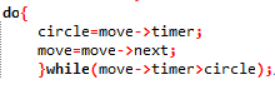 do{
circle=move->timer;
move=move->next;
}while(move->timer>circle);